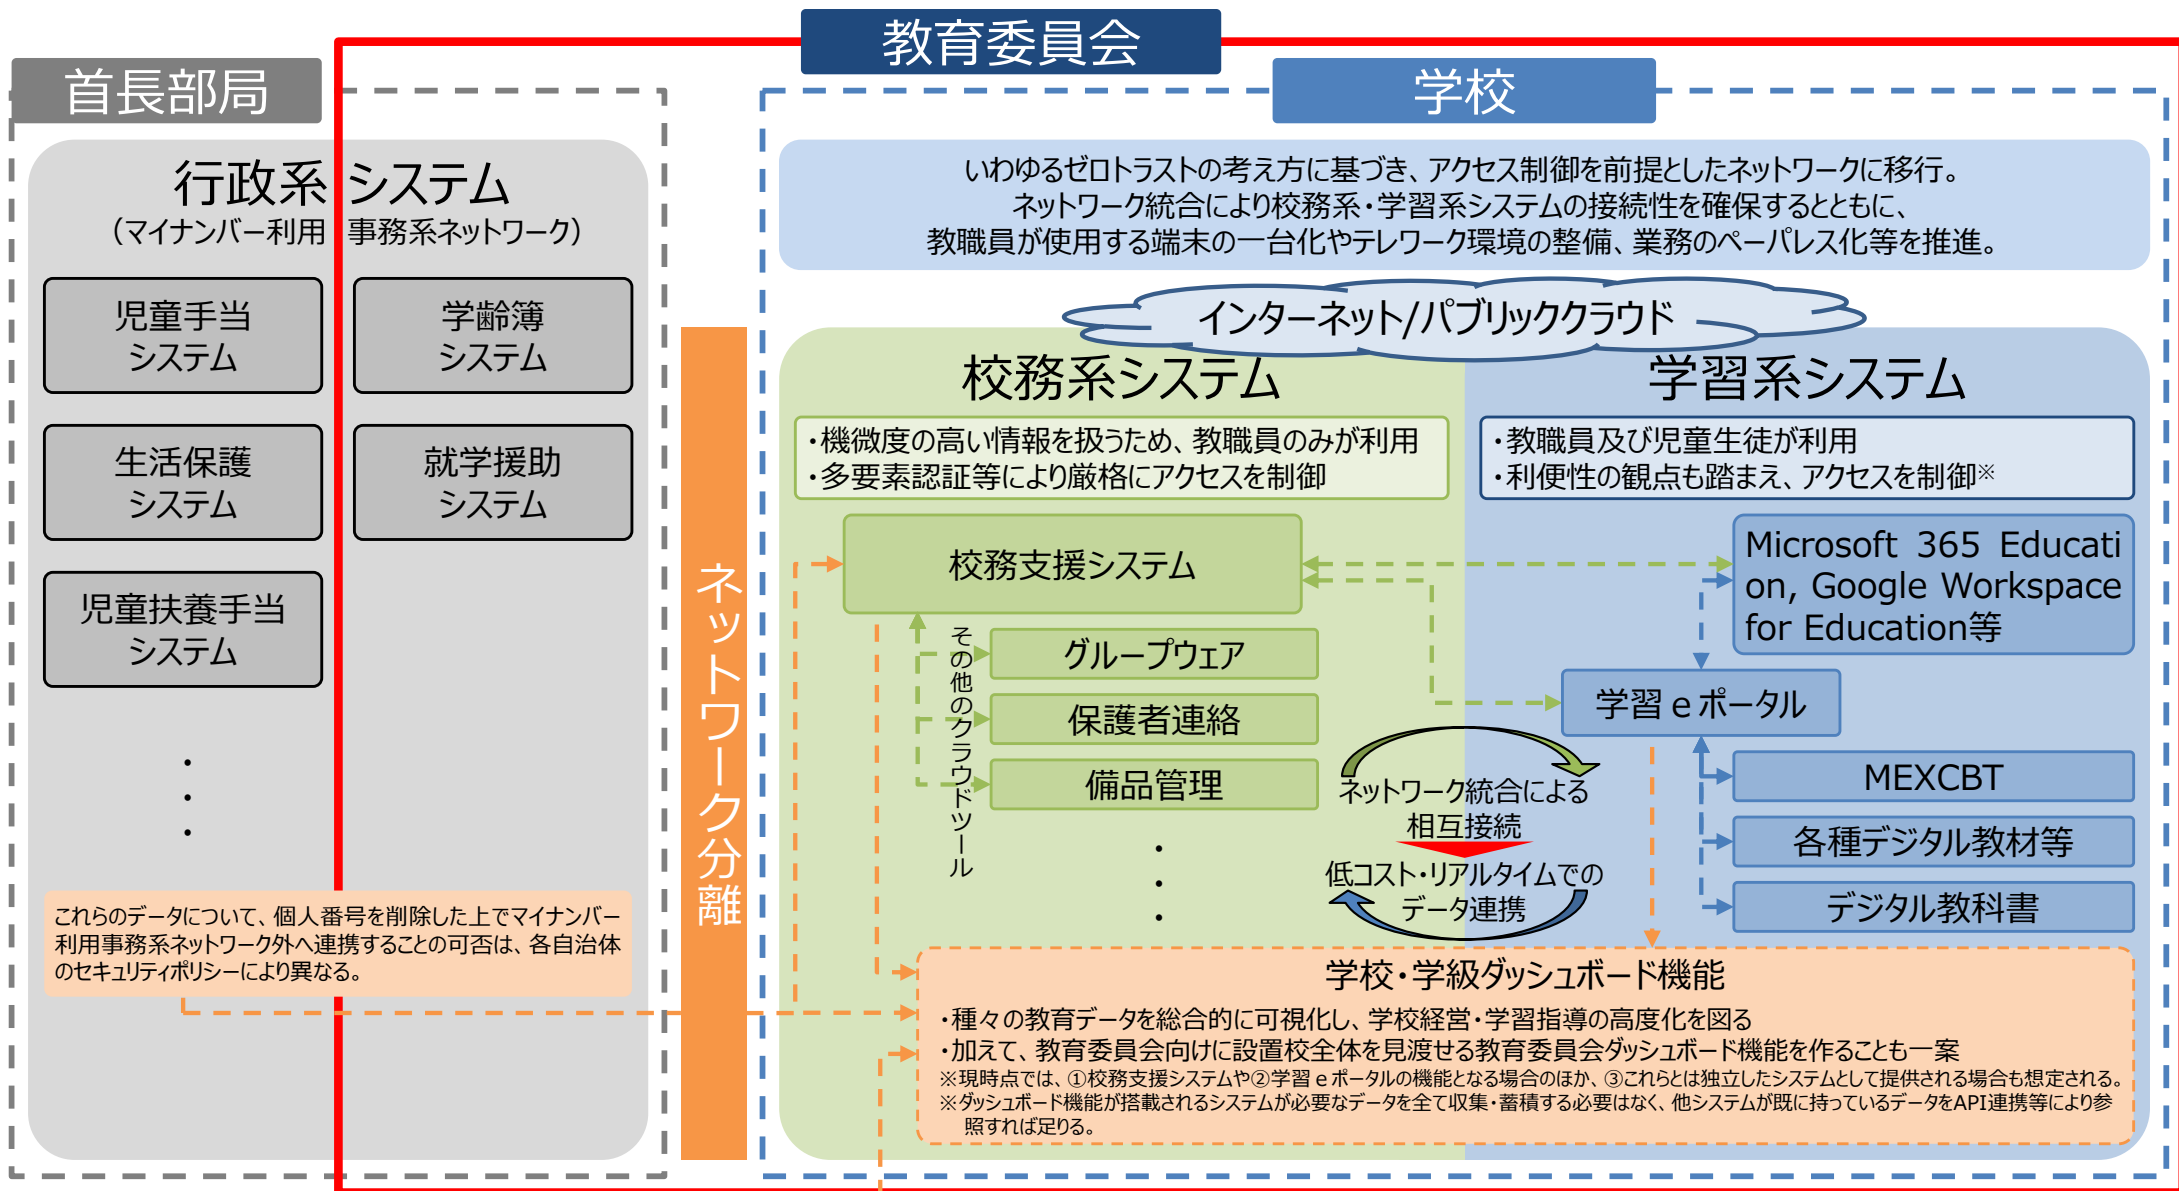 教育委員会
首長部局
学校
行政系 システム
(マイナンバー利用 事務系ネットワーク)
児童手当
システム
学齢簿
システム
生活保護
システム
就学援助
システム
児童扶養手当
システム
・
・
・
これらのデータについて、個人番号を削除した上でマイナンバー
利用事務系ネットワーク外へ連携することの可否は、各自治体
のセキュリティポリシーにより異なる。
ネットワーク分離
いわゆるゼロトラストの考え方に基づき、アクセス制御を前提としたネットワークに移行。
ネットワーク統合により校務系・学習系システムの接続性を確保するとともに、
教職員が使用する端末の一台化やテレワーク環境の整備、業務のペーパレス化等を推進。
インターネット/パブリッククラウド
校務系システム
・機微度の高い情報を扱うため、教職員のみが利用
・多要素認証等により厳格にアクセスを制御
校務支援システム
その他のクラウドツール
グループウェア
保護者連絡
備品管理
・
・
・
学習系システム
・教職員及び児童生徒が利用
・利便性の観点も踏まえ、アクセスを制御※
Microsoft 365 Educati
on, Google Workspace
for Education等
学習eポータル
MEXCBT
各種デジタル教材等
デジタル教科書
ネットワーク統合による
相互接続
低コスト・リアルタイムでの
データ連携
学校・学級ダッシュボード機能
・種々の教育データを総合的に可視化し、学校経営・学習指導の高度化を図る
・加えて、教育委員会向けに設置校全体を見渡せる教育委員会ダッシュボード機能を作ることも一案
※現時点では、①校務支援システムや②学習eポータルの機能となる場合のほか、③これらとは独立したシステムとして提供される場合も想定される。
※ダッシュボード機能が搭載されるシステムが必要なデータを全て収集・蓄積する必要はなく、他システムが既に持っているデータをAPI連携等により参
照すれば足りる。